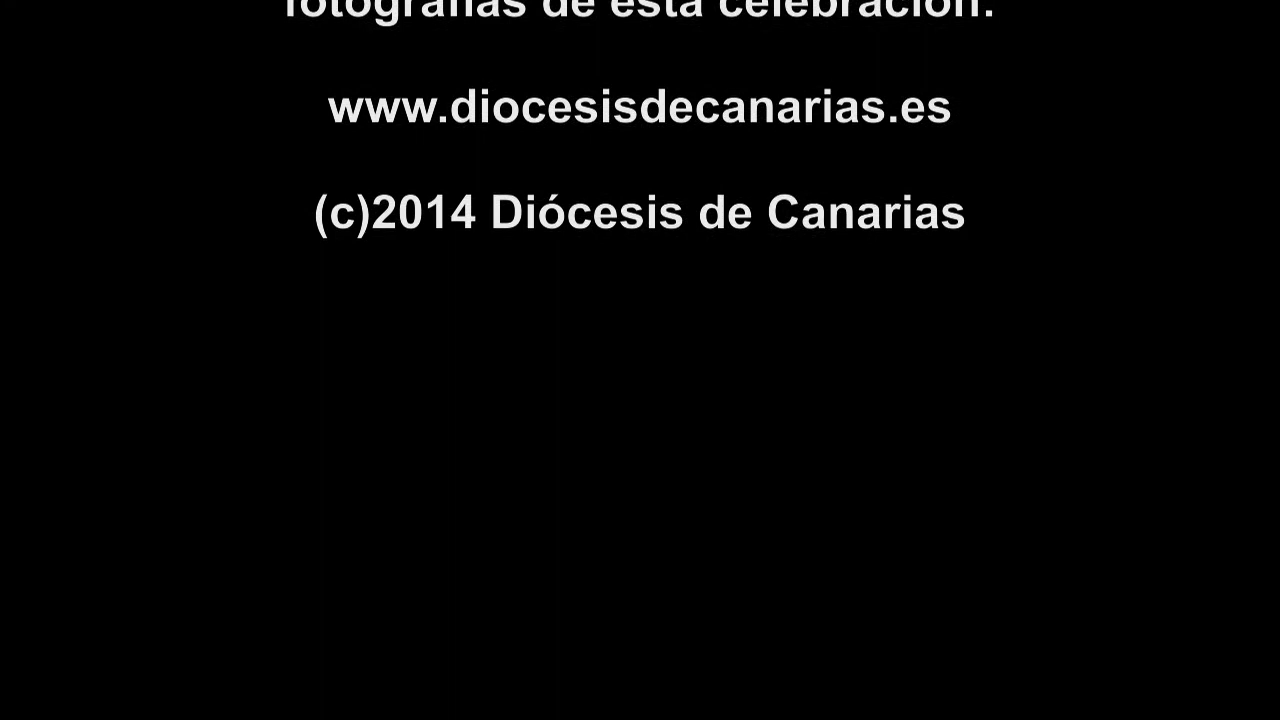 fotografías de esta celebración.
www.diocesisdecanarias.es
(c)2014 Diócesis de Canarias